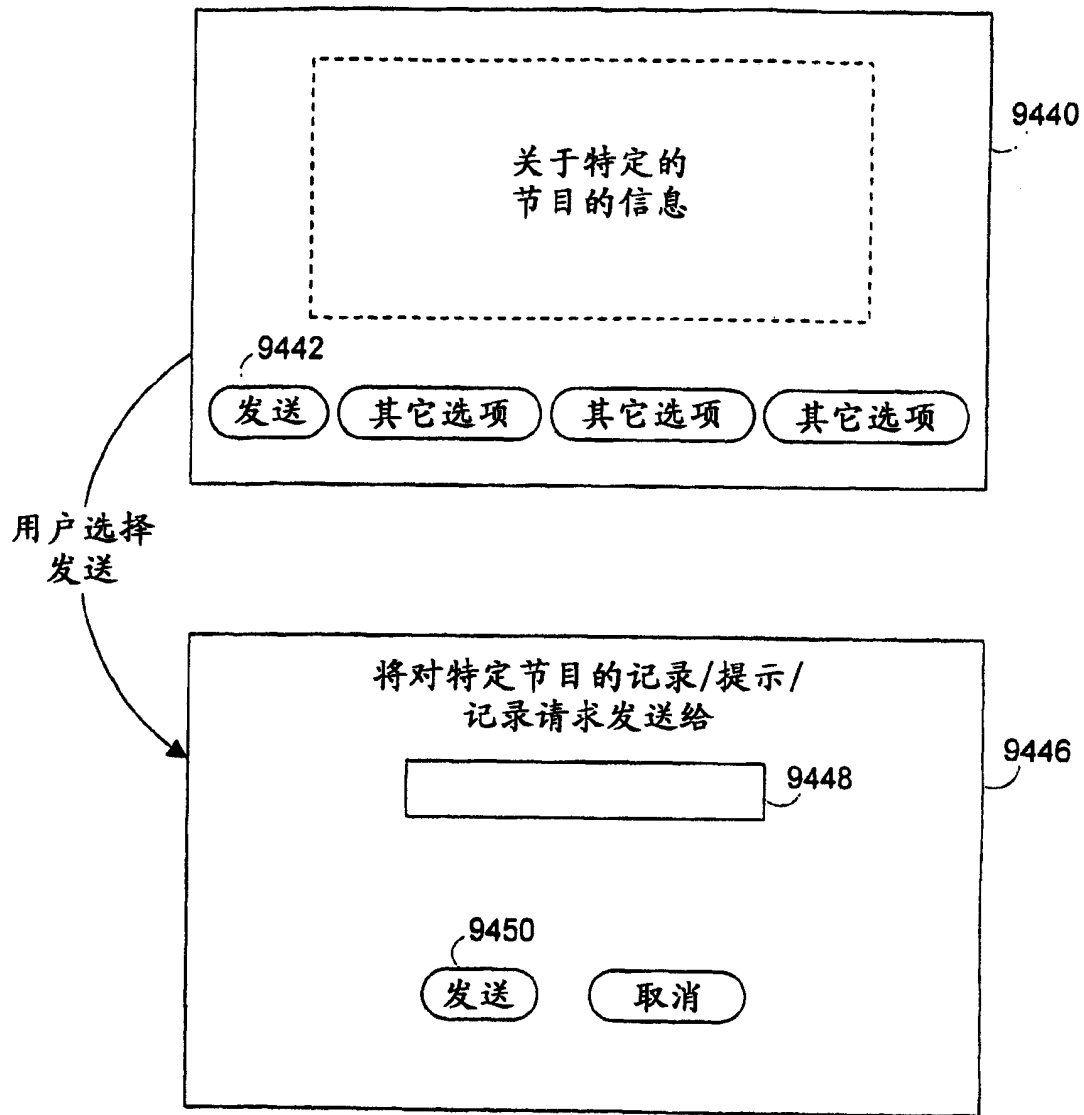 9440
关于特定的
节目的信息
9442
发送 其它选项 其它选项 其它选项
用户选择
发送
将对特定节目的记录/提示/
记录请求发送给
9446
9448
9450
发送 取消